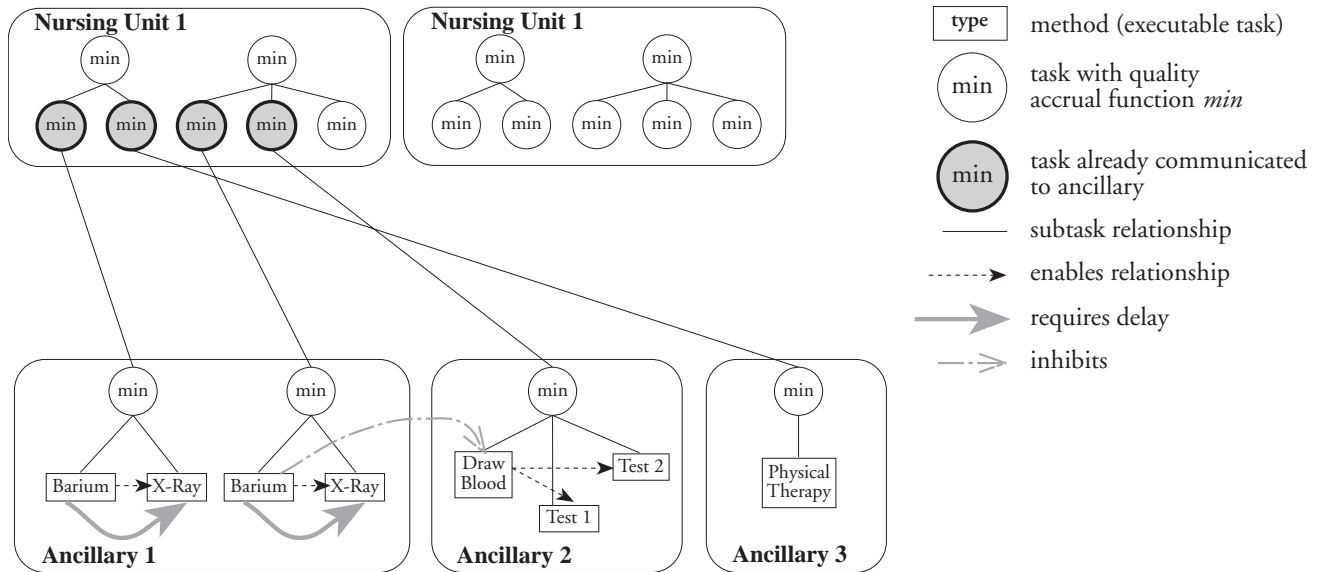 Nursing Unit 1
min
min
min
min
min
min
min
min
Nursing Unit 1
min
min
min
min
min
min
min
type
method (executable task)
min
task with quality
accrual function min
min
task already communicated
to ancillary
subtask relationship
enables relationship
requires delay
inhibits
min
min
Barium
X-Ray
Barium
X-Ray
Ancillary 1
min
Draw
Blood
Test 2
Test 1
Ancillary 2
min
Physical
Therapy
Ancillary 3